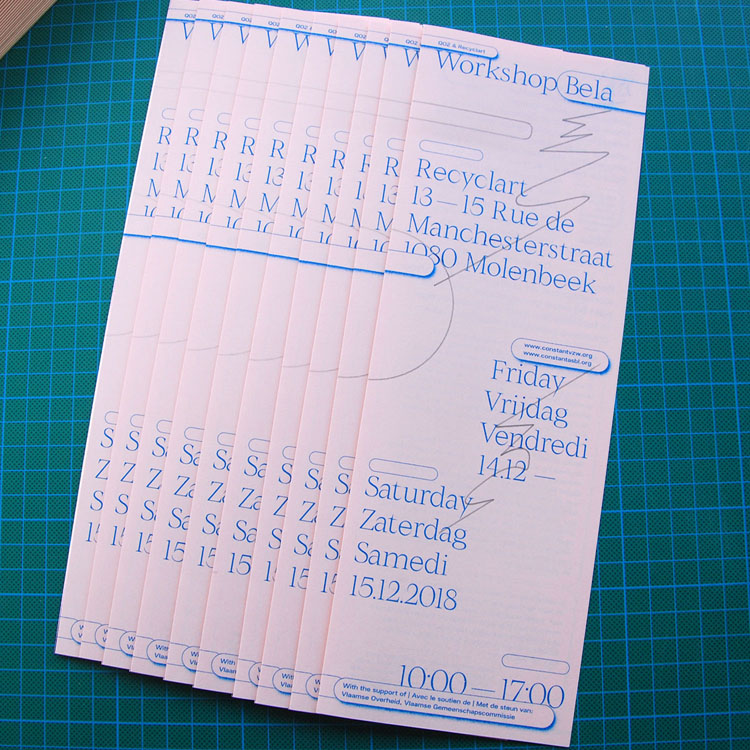 QO2 & Recyclart
Workshop Bela
Recyclart
13 — 15 Rue de
Manchesterstraat
1080 Molenbeek
www.constantvzw.org
www.constantasbl.org
Friday
Vrijdag
Vendredi
14.12 —
Saturday
Zaterdag
Samedi
15.12.2018
10:00 — 17:00
With the support of | Avec le soutien de | Met de steun van:
Vlaamse Overheid, Vlaamse Gemeenschapscommissie